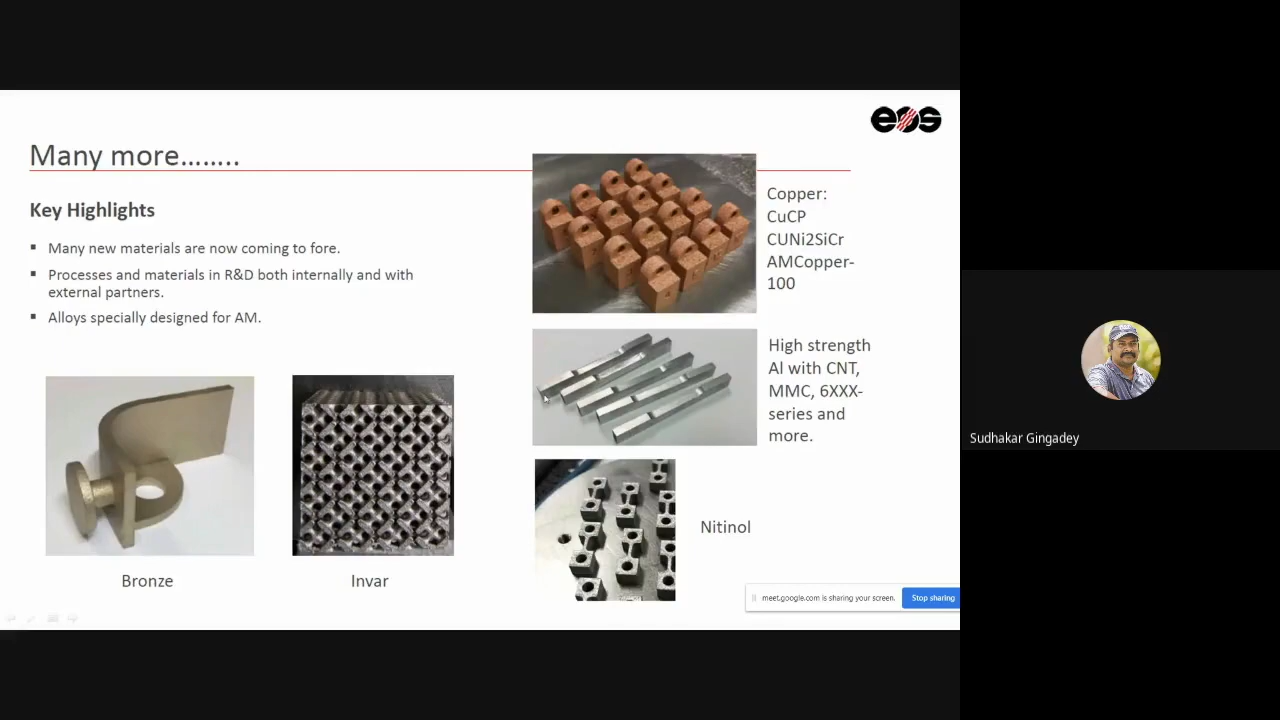 eos
Many more……..
Key Highlights
Many new materials are now coming to fore.
Processes and materials in R&D both internally and with
external partners.
Alloys specially designed for AM.
Copper:
CuCP
CUNi2SiCr
AMCopper-
100
High strength
Al with CNT,
MMC, 6XXX-
series and
more.
Nitinol
Bronze
Invar
meet.google.com is sharing your screen.
Stop sharing
Sudhakar Gingadey